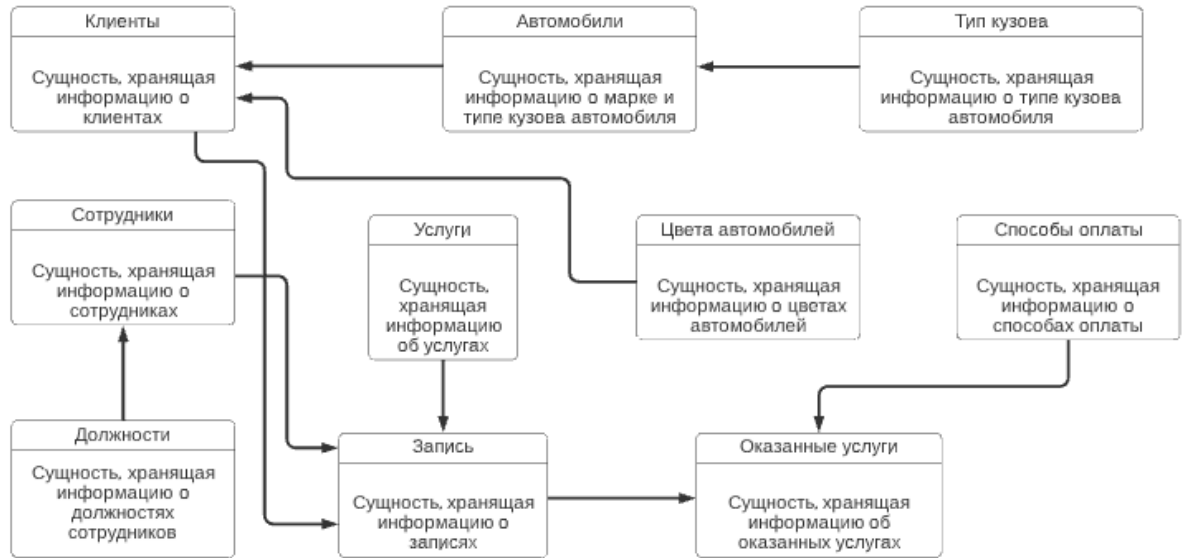 Клиенты
Сущность, хранящая
информацию о
клиентах
Автомобили
Сущность, хранящая
информацию о марке и
типе кузова автомобиля
Тип кузова
Сущность, хранящая
информацию о типе кузова
автомобиля
Сотрудники
Сущность, хранящая
информацию о
сотрудниках
Услуги
Сущность,
хранящая
информацию
об услугах
Цвета автомобилей
Сущность, хранящая
информацию о цветах
автомобилей
Способы оплаты
Сущность, хранящая
информацию о
способах оплаты
Должности
Сущность, хранящая
информацию о
должностях
сотрудников
Запись
Сущность, хранящая
информацию о
записях
Оказанные услуги
Сущность, хранящая
информацию об
оказанных услугах